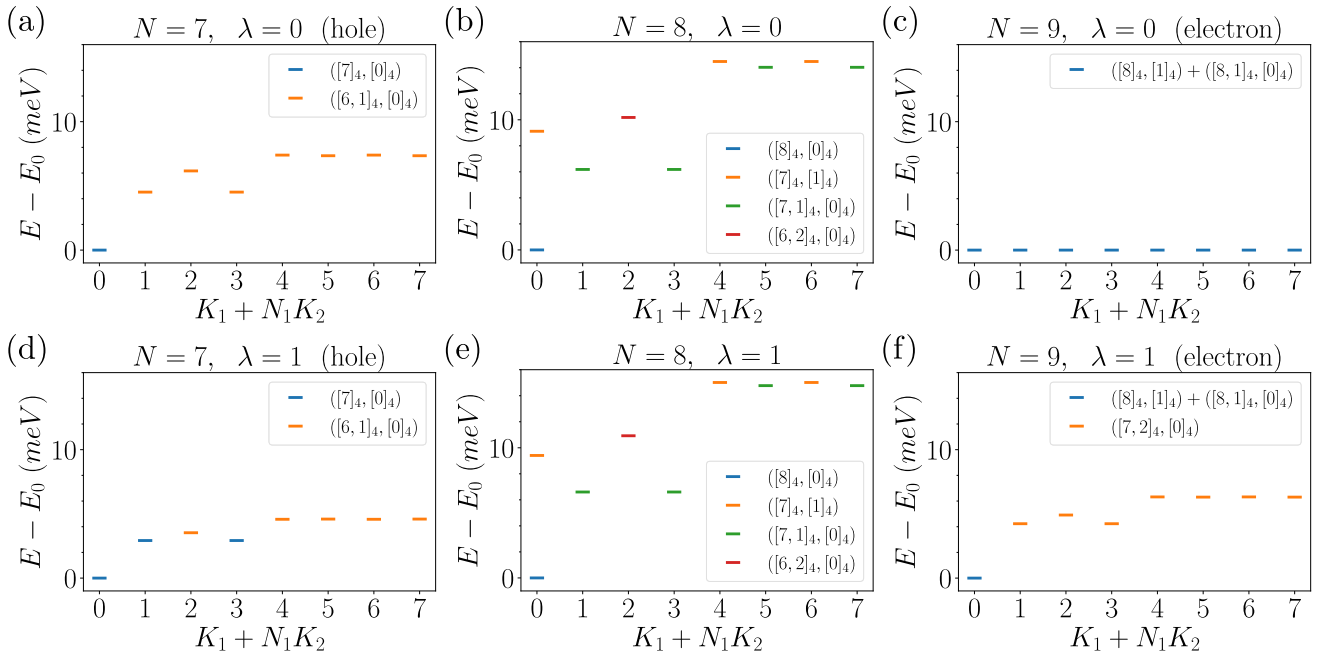 (a)
N = 7, λ = 0 (hole)
E − E₀ (meV)
10
0
([7]₄, [0]₄)
([6, 1]₄, [0]₄)
0 1 2 3 4 5 6 7
K₁ + N₁K₂
(b)
N = 8, λ = 0
E − E₀ (meV)
10
0
([8]₄, [0]₄)
([7]₄, [1]₄)
([7, 1]₄, [0]₄)
([6, 2]₄, [0]₄)
0 1 2 3 4 5 6 7
K₁ + N₁K₂
(c)
N = 9, λ = 0 (electron)
E − E₀ (meV)
10
0
([8]₄, [1]₄) + ([8, 1]₄, [0]₄)
0 1 2 3 4 5 6 7
K₁ + N₁K₂
(d)
N = 7, λ = 1 (hole)
E − E₀ (meV)
10
0
([7]₄, [0]₄)
([6, 1]₄, [0]₄)
0 1 2 3 4 5 6 7
K₁ + N₁K₂
(e)
N = 8, λ = 1
E − E₀ (meV)
10
0
([8]₄, [0]₄)
([7]₄, [1]₄)
([7, 1]₄, [0]₄)
([6, 2]₄, [0]₄)
0 1 2 3 4 5 6 7
K₁ + N₁K₂
(f)
N = 9, λ = 1 (electron)
E − E₀ (meV)
10
0
([8]₄, [1]₄) + ([8, 1]₄, [0]₄)
([7, 2]₄, [0]₄)
0 1 2 3 4 5 6 7
K₁ + N₁K₂